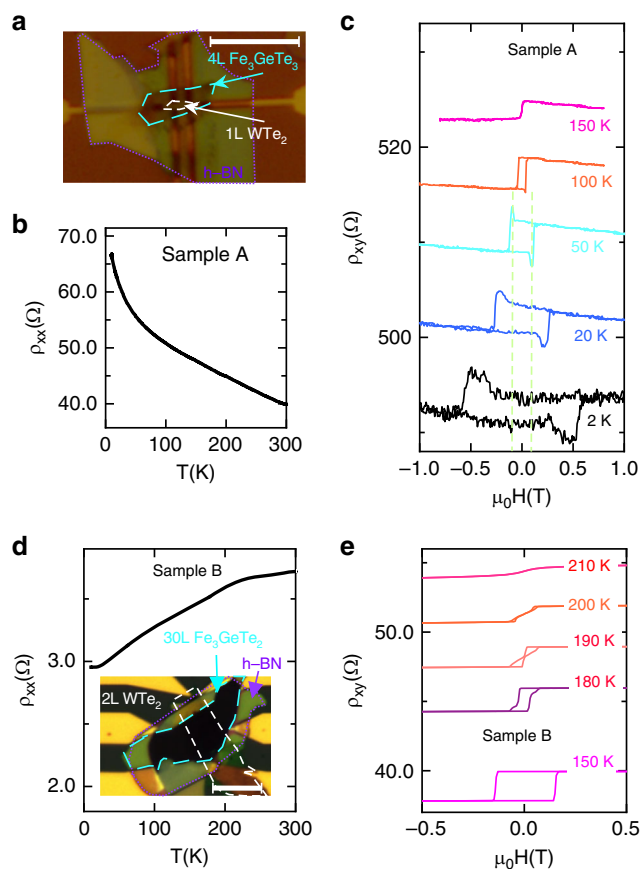 a
4L Fe₃GeTe₃
1L WTe₂
h–BN
b
Sample A
70.0
60.0
50.0
40.0
ρxx(Ω)
0
100
200
300
T(K)
c
Sample A
150 K
520
100 K
50 K
500
20 K
2 K
ρxy(Ω)
−1.0
−0.5
0.0
0.5
1.0
μ₀H(T)
d
Sample B
30L Fe₃GeTe₂
h–BN
2L WTe₂
3.0
2.0
ρxx(Ω)
0
100
200
300
T(K)
e
210 K
200 K
190 K
180 K
Sample B
150 K
50.0
40.0
ρxy(Ω)
−0.5
0.0
0.5
μ₀H(T)